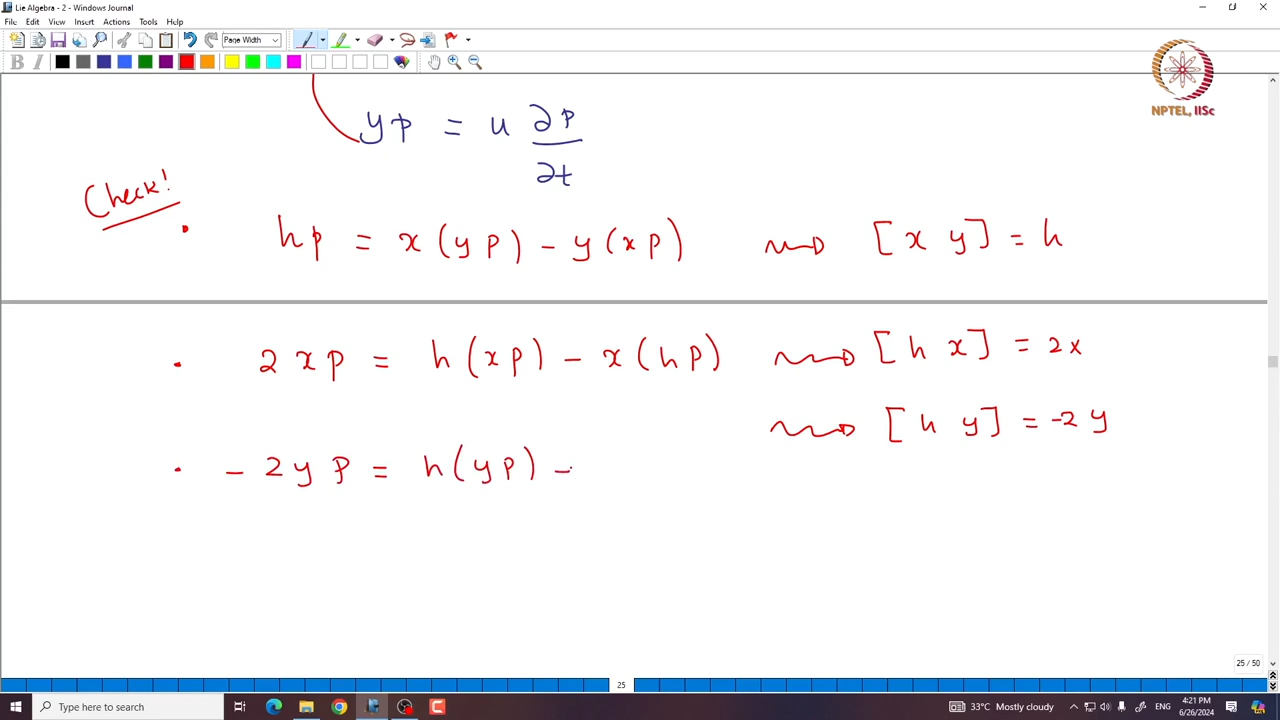 Lie Algebra - 2 - Windows Journal
File Edit View Insert Actions Tools Help
Page Width
B I
NPTEL, IISc
yp = u ∂p/∂t
Check!
· hp = x(yp) - y(xp) ⇝ [x y] = h
· 2xp = h(xp) - x(hp) ⇝ [h x] = 2x
⇝ [h y] = -2y
· -2yp = h(yp) -
25 / 50
25
Type here to search
33°C Mostly cloudy ENG 4:21 PM
6/26/2024